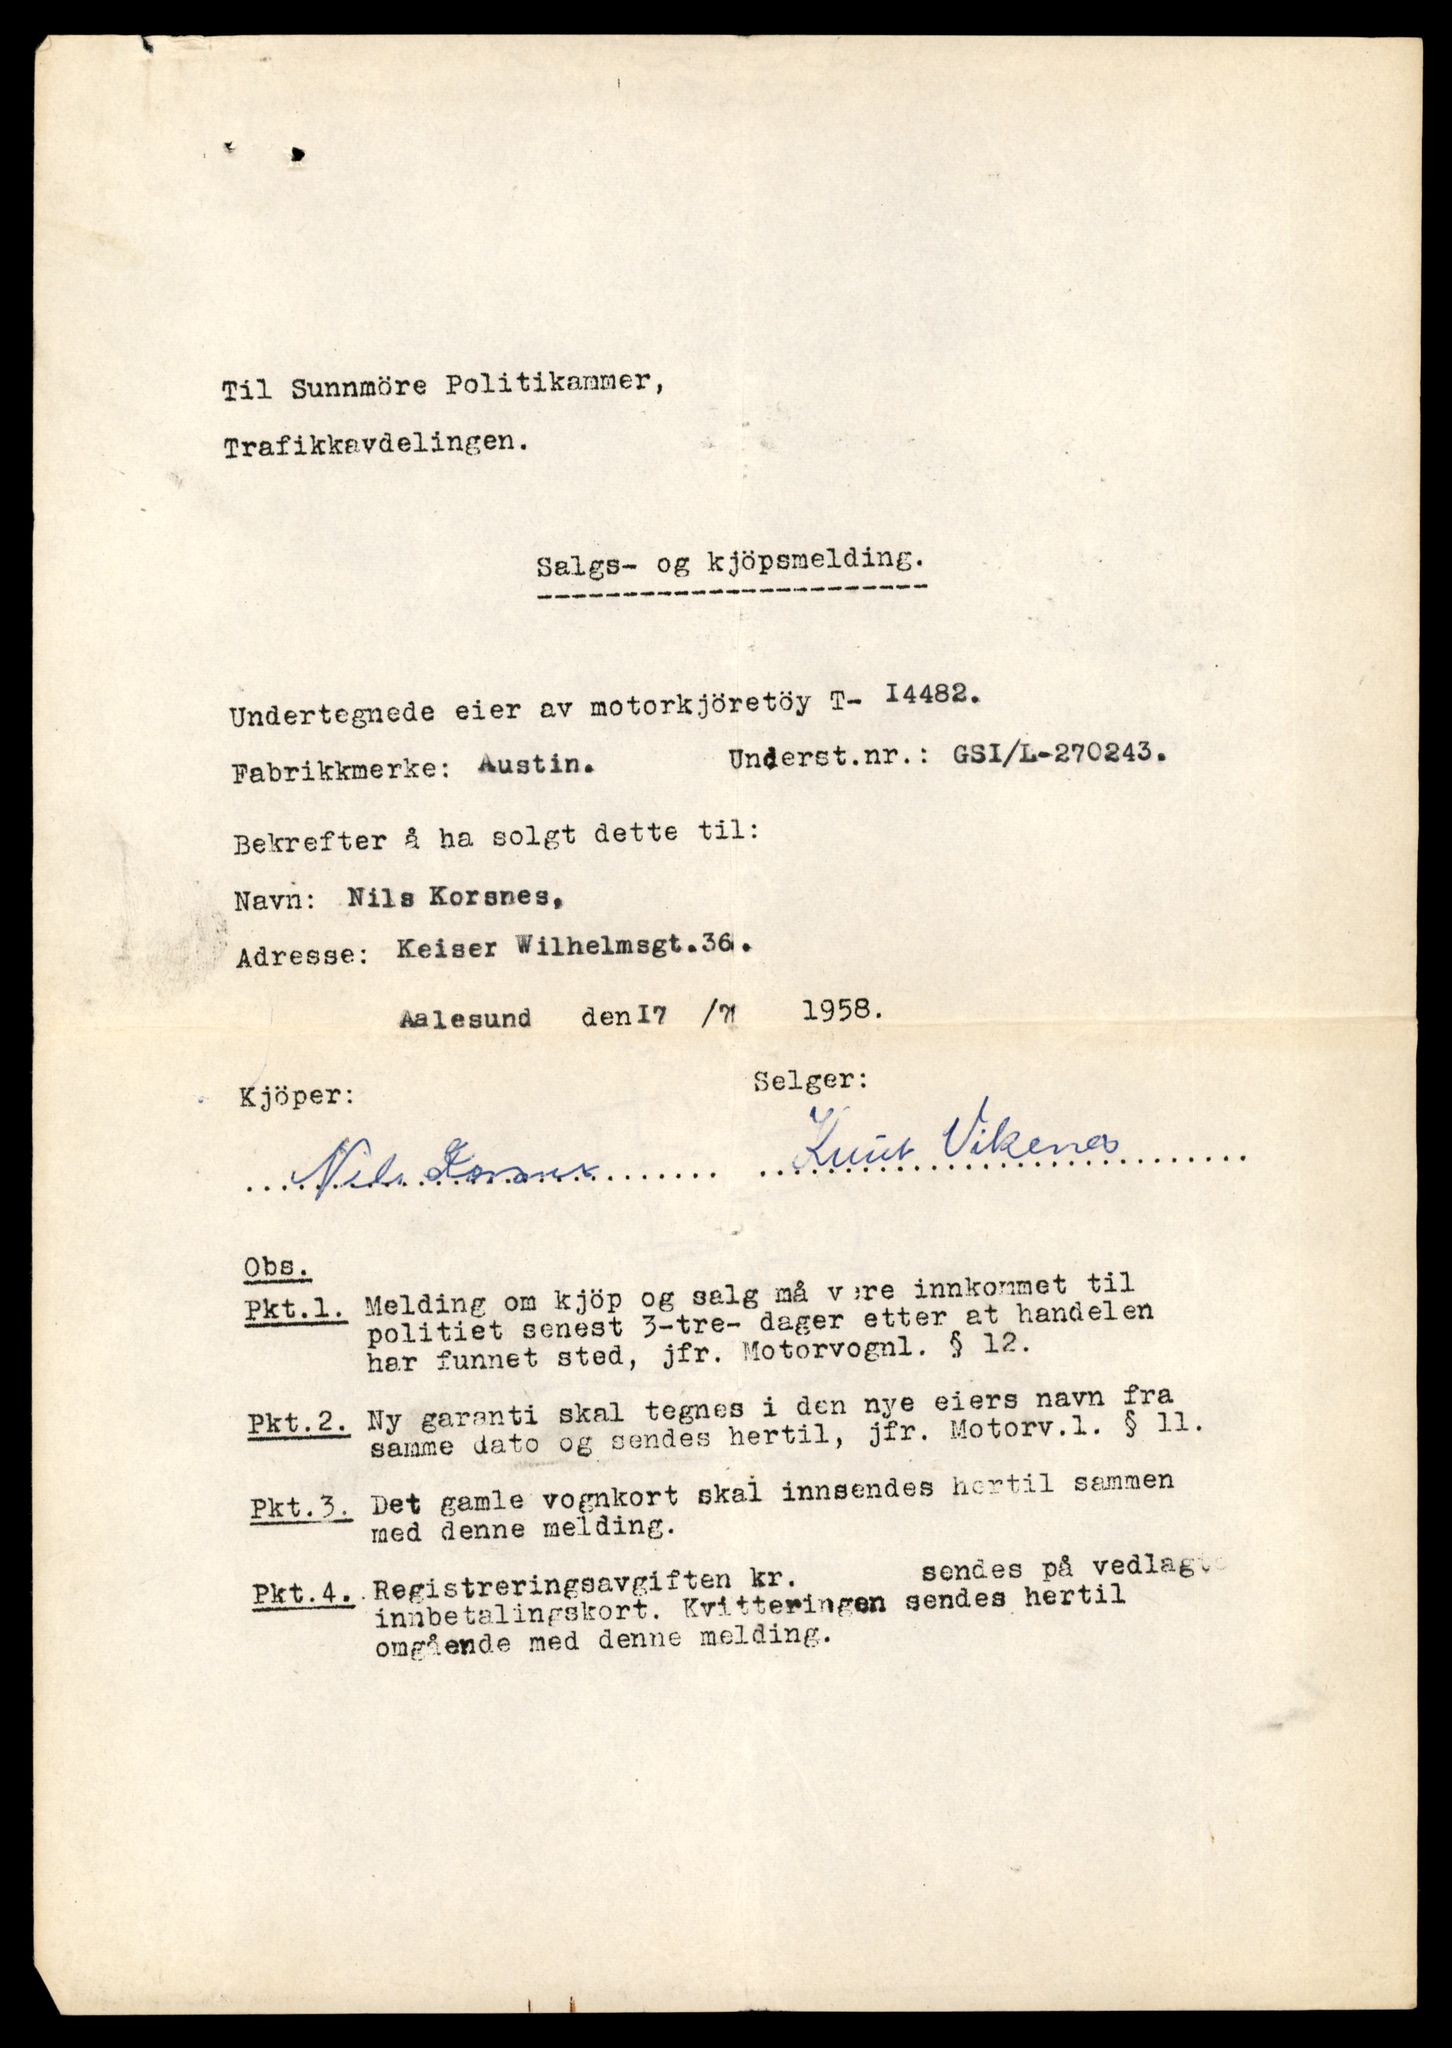 Til Sunnmöre Politikammer,
Trafikkavdelingen.
Salgs- og kjöpsmelding.
Undertegnede eier av motorkjöretöy T- I4482.
Fabrikkmerke: Austin. Underst.nr.: GSI/L-270243.
Bekrefter å ha solgt dette til:
Navn: Nils Korsnes,
Adresse: Keiser Wilhelmsgt.36.
Aalesund den I7 /7 1958.
Kjöper: Selger:
Nils Korsnes Knut Vikenes
Obs.
Pkt.1. Melding om kjöp og salg må være innkommet til
politiet senest 3-tre- dager etter at handelen
har funnet sted, jfr. Motorvognl. § 12.
Pkt.2. Ny garanti skal tegnes i den nye eiers navn fra
samme dato og sendes hertil, jfr. Motorv.l. § 11.
Pkt.3. Det gamle vognkort skal innsendes hertil sammen
med denne melding.
Pkt.4. Registreringsavgiften kr. sendes på vedlagte
innbetalingskort. Kvitteringen sendes hertil
omgående med denne melding.